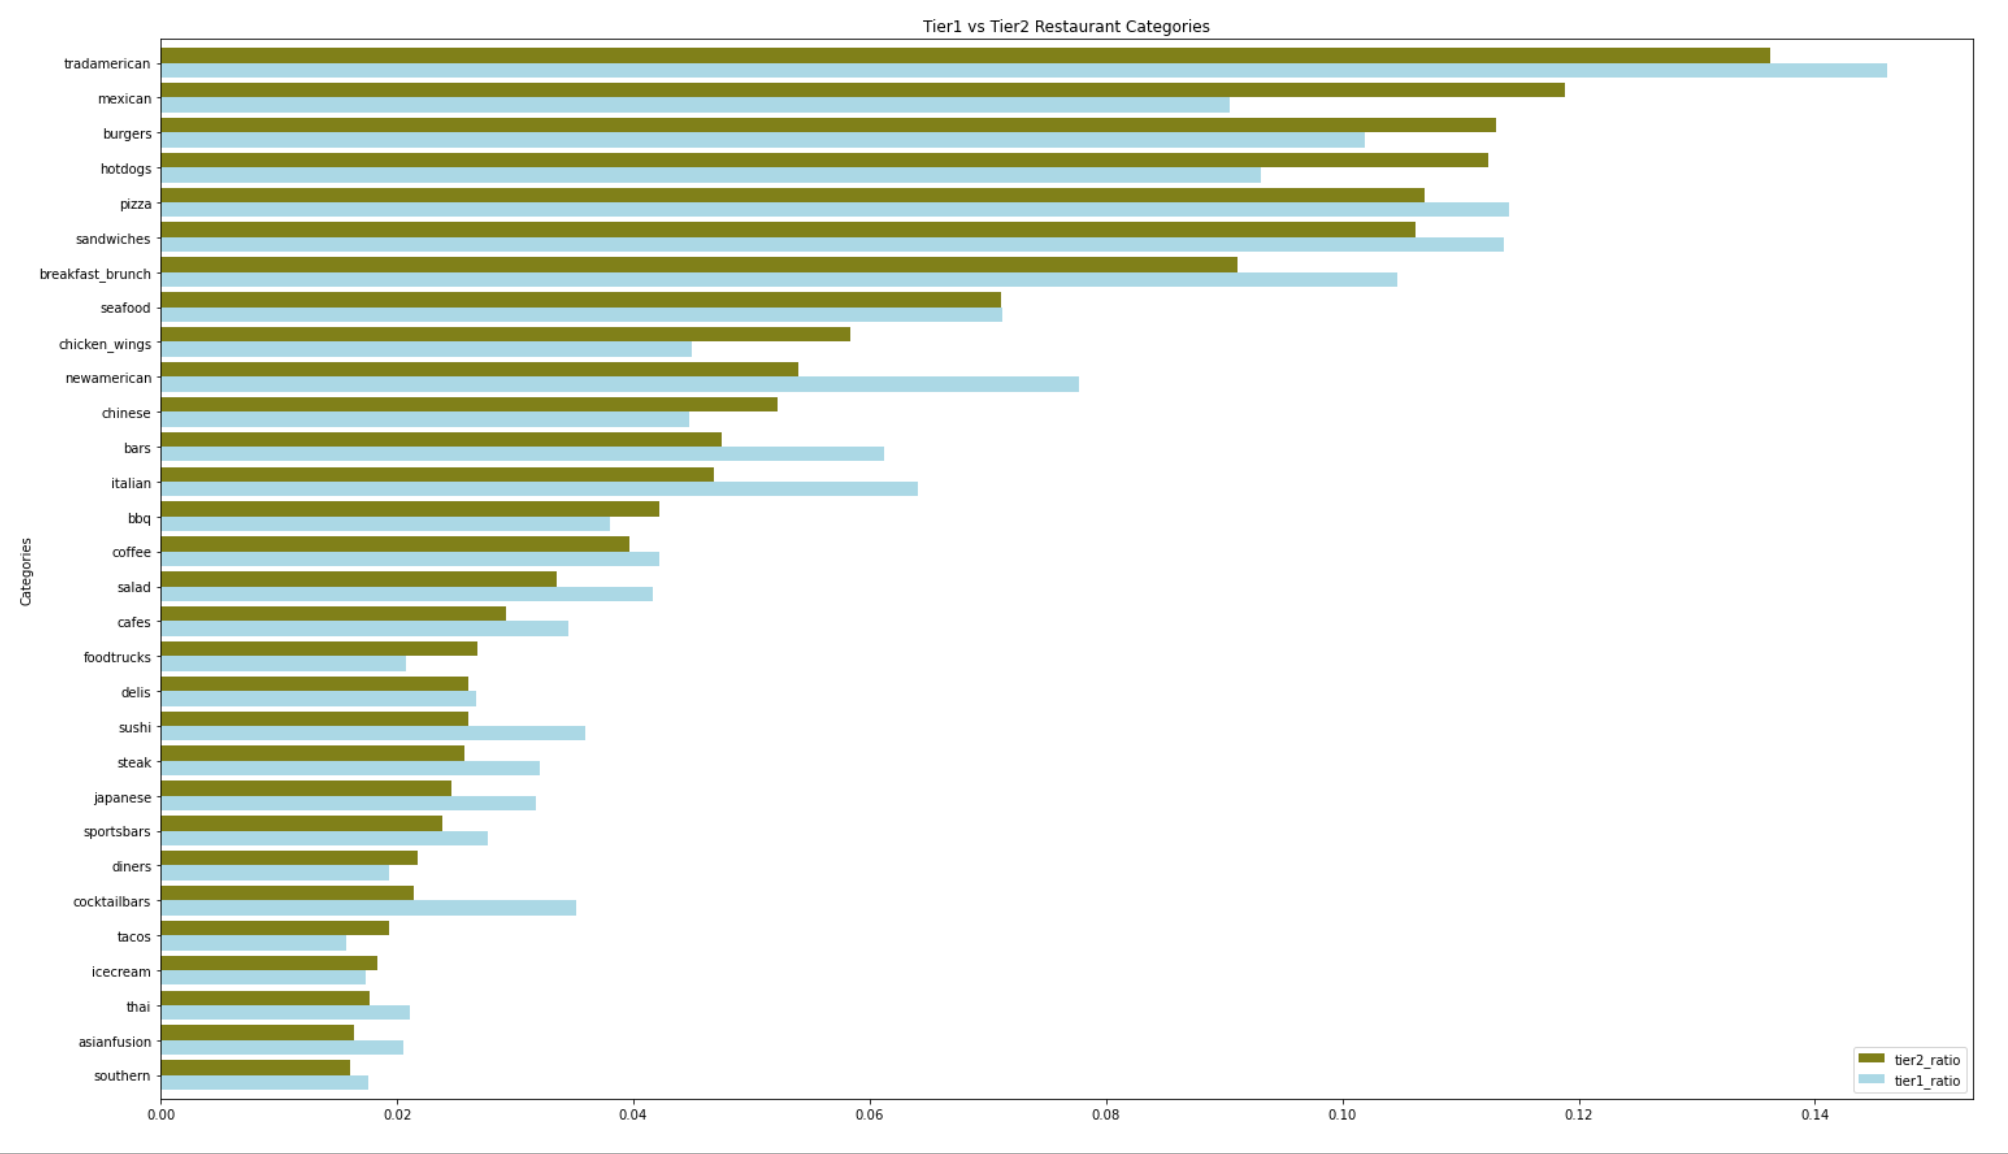 Tier1 vs Tier2 Restaurant Categories
tradamerican
mexican
burgers
hotdogs
pizza
sandwiches
breakfast_brunch
seafood
chicken_wings
newamerican
chinese
bars
italian
bbq
coffee
salad
cafes
foodtrucks
delis
sushi
steak
japanese
sportsbars
diners
cocktailbars
tacos
icecream
thai
asianfusion
southern
Categories
tier2_ratio
tier1_ratio
0.00 0.02 0.04 0.06 0.08 0.10 0.12 0.14